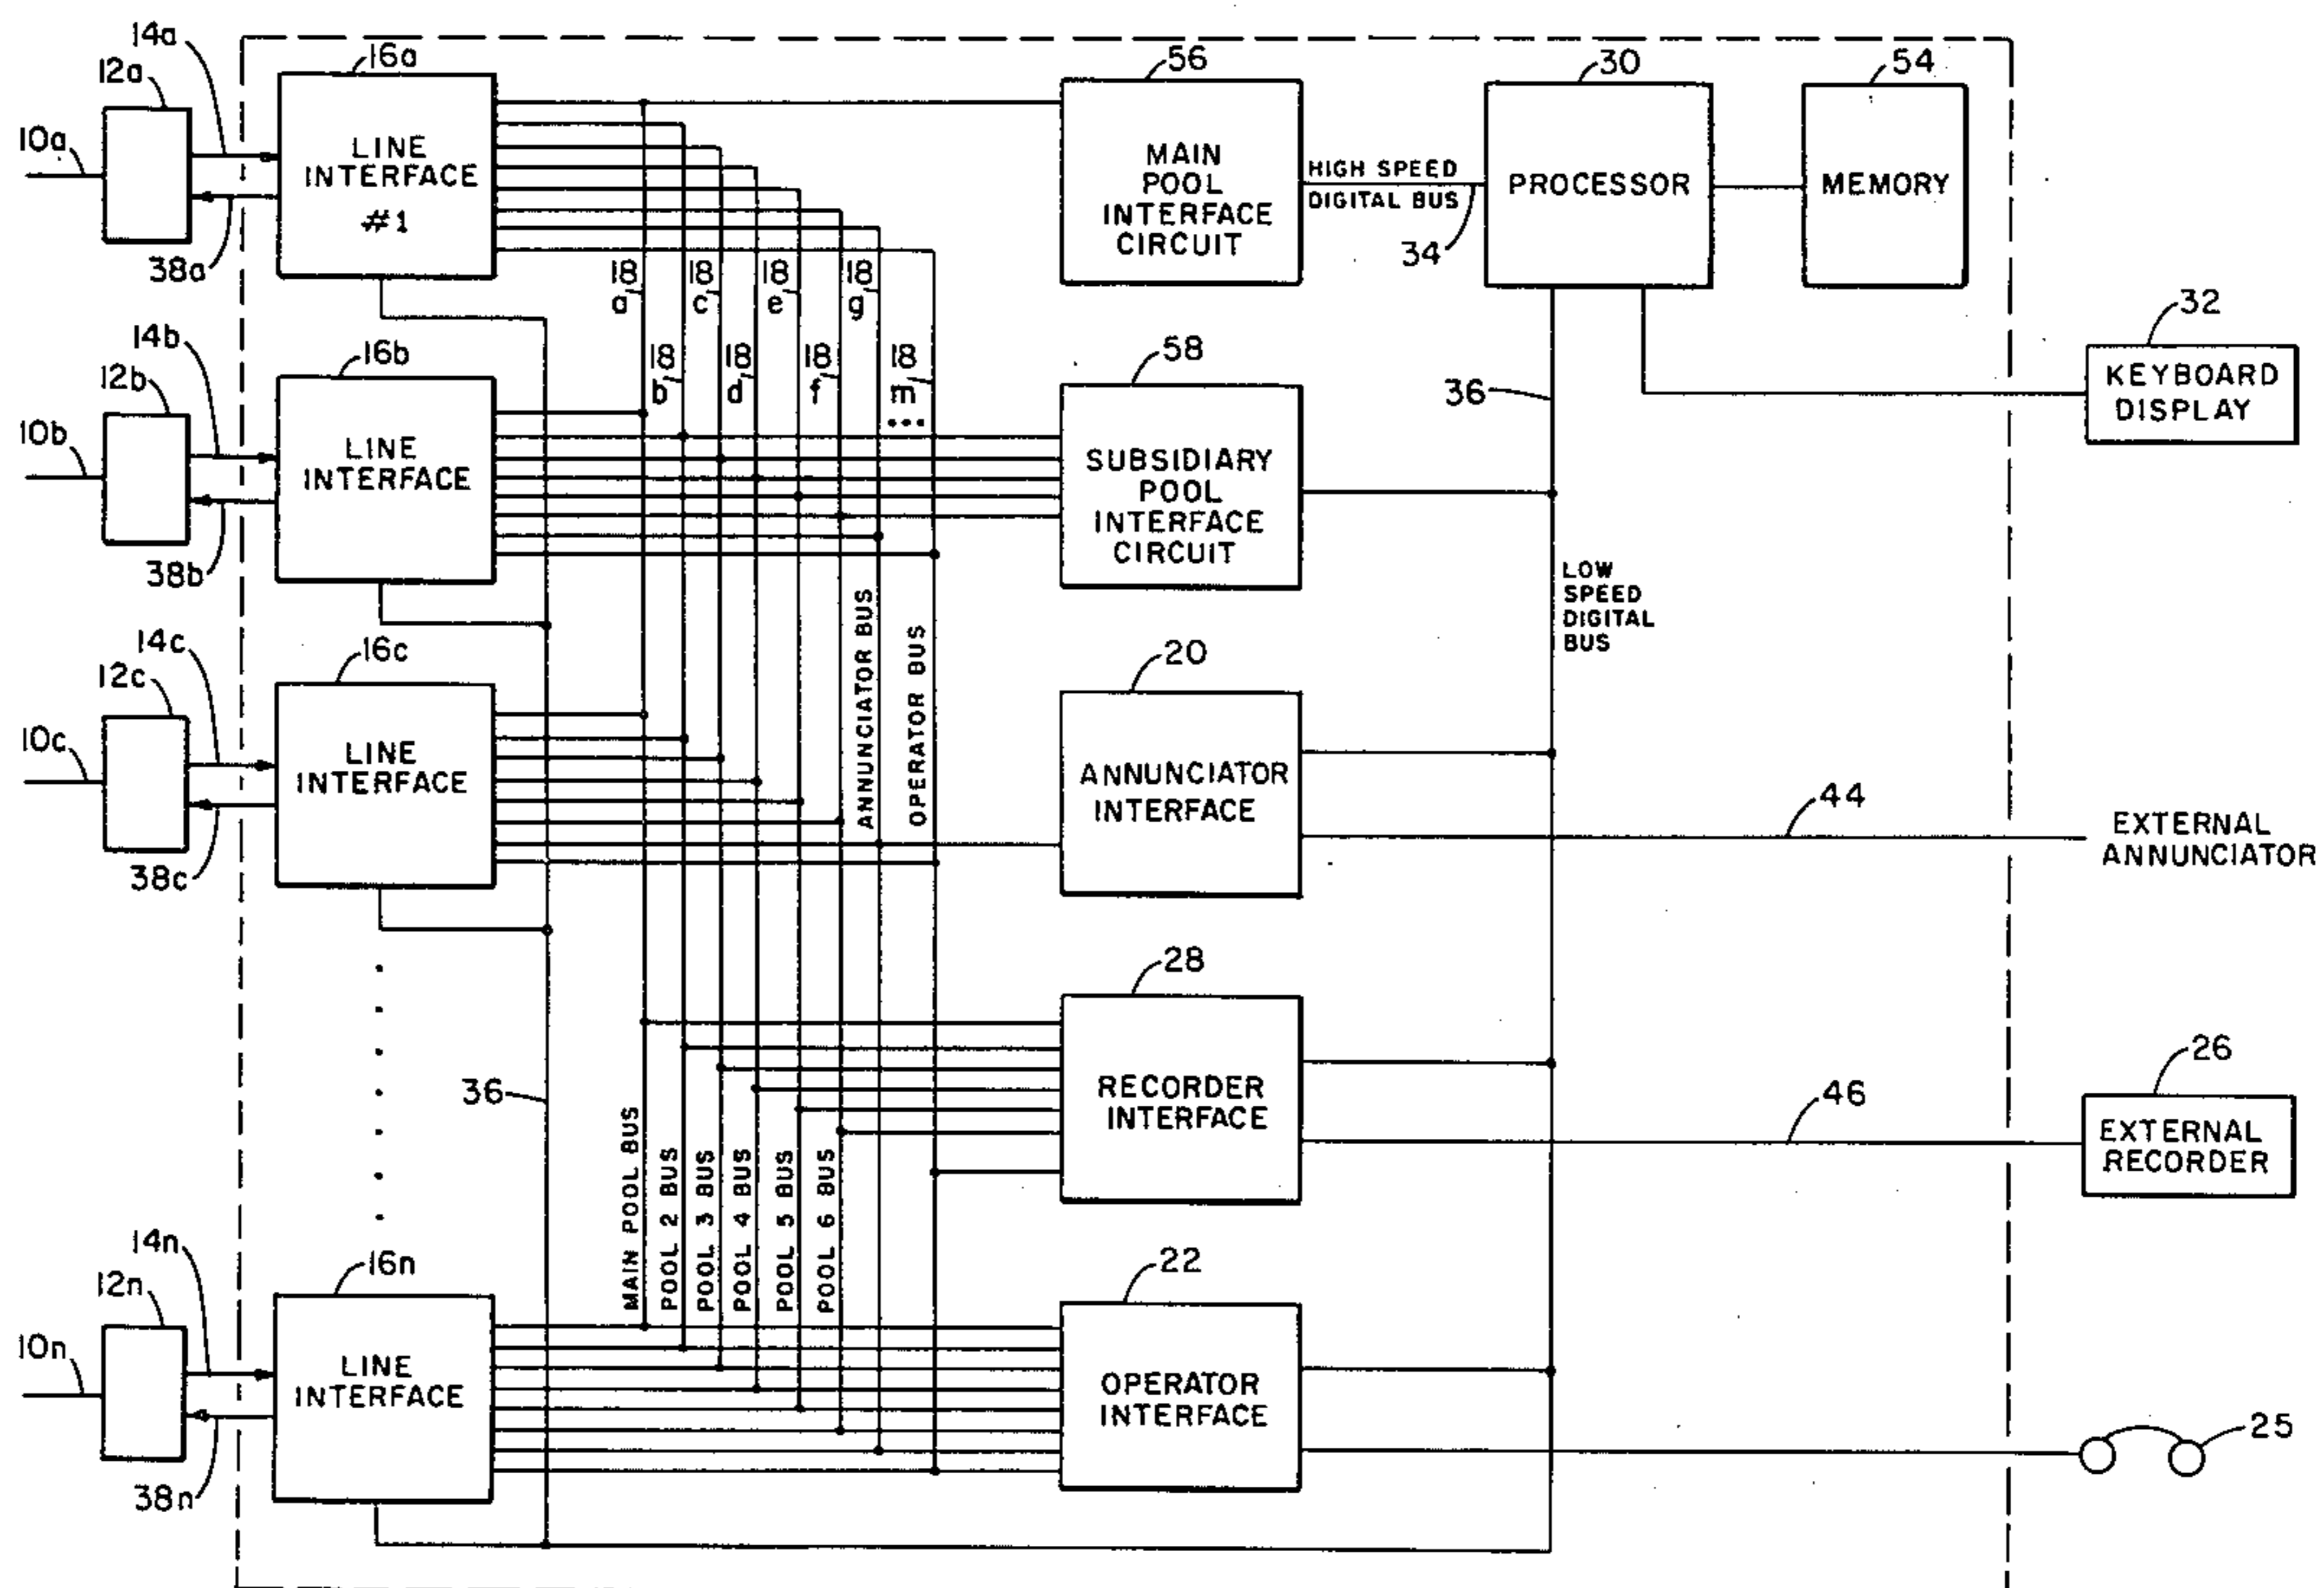 14a
12a
10a
38a
16a
LINE
INTERFACE
#1
56
MAIN
POOL
INTERFACE
CIRCUIT
HIGH SPEED
DIGITAL BUS
34
30
PROCESSOR
54
MEMORY
18
a
18
c
18
e
18
g
18
b
18
d
18
f
18
m
...
14b
12b
10b
38b
16b
LINE
INTERFACE
58
SUBSIDIARY
POOL
INTERFACE
CIRCUIT
36
32
KEYBOARD
DISPLAY
LOW
SPEED
DIGITAL
BUS
ANNUNCIATOR BUS
OPERATOR BUS
14c
12c
10c
38c
16c
LINE
INTERFACE
20
ANNUNCIATOR
INTERFACE
44
EXTERNAL
ANNUNCIATOR
36
28
RECORDER
INTERFACE
46
26
EXTERNAL
RECORDER
MAIN POOL BUS
POOL 2 BUS
POOL 3 BUS
POOL 4 BUS
POOL 5 BUS
POOL 6 BUS
14n
12n
10n
38n
16n
LINE
INTERFACE
22
OPERATOR
INTERFACE
25